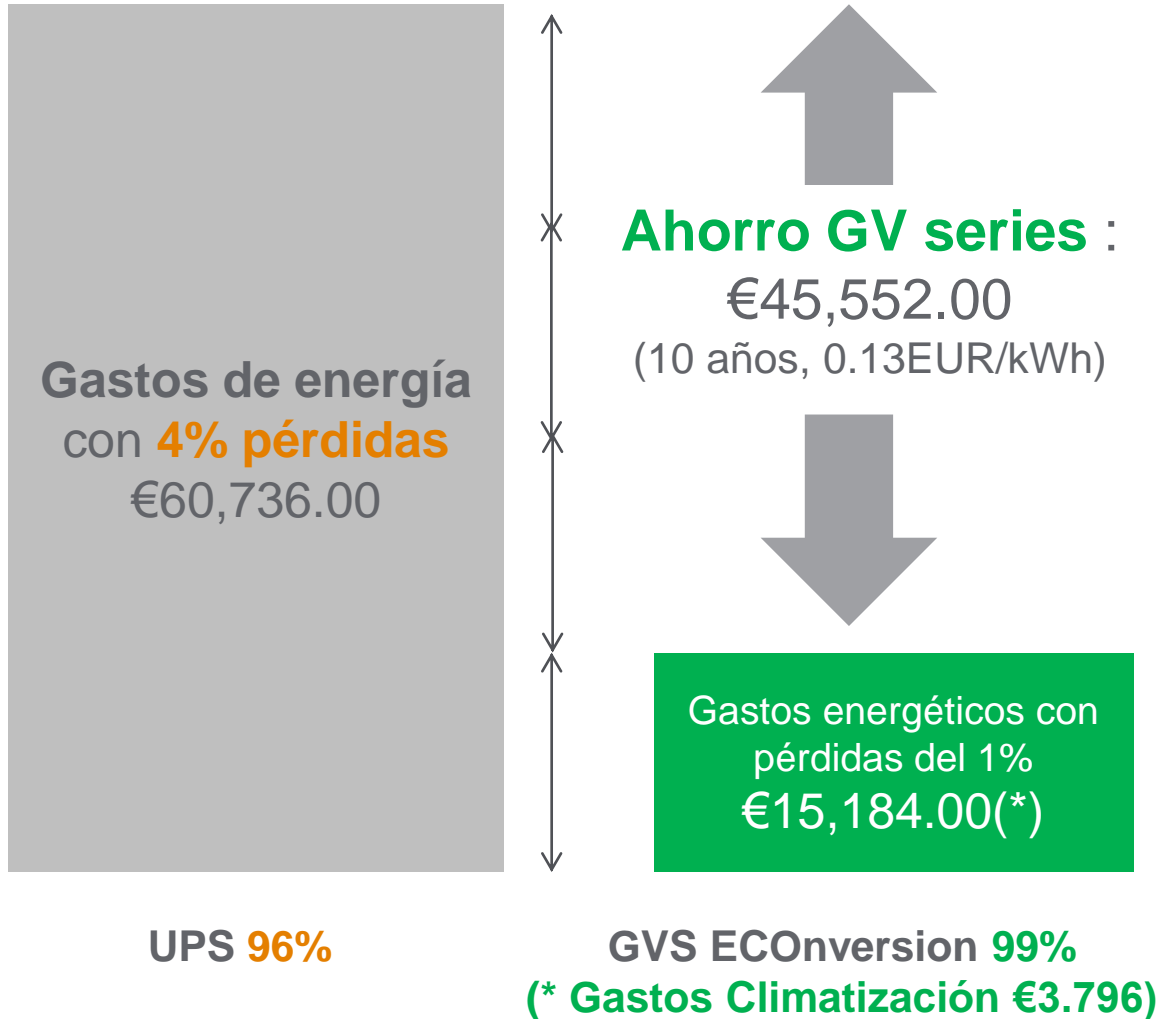 Gastos de energía
con 4% pérdidas
€60,736.00
Ahorro GV series :
€45,552.00
(10 años, 0.13EUR/kWh)
Gastos energéticos con
pérdidas del 1%
€15,184.00(*)
UPS 96%
GVS ECOnversion 99%
(* Gastos Climatización €3.796)